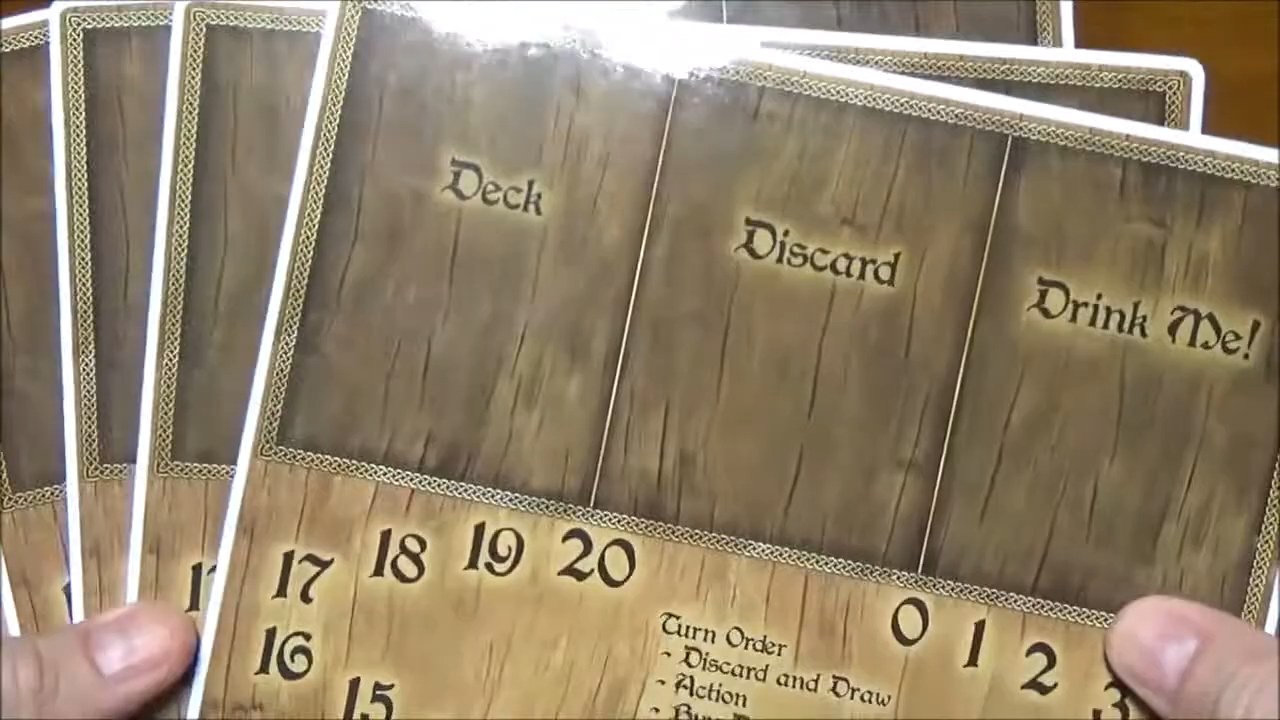 Deck
Discard
Drink Me!
17 18 19 20
0 1 2 3
16
15
Turn Order
- Discard and Draw
- Action